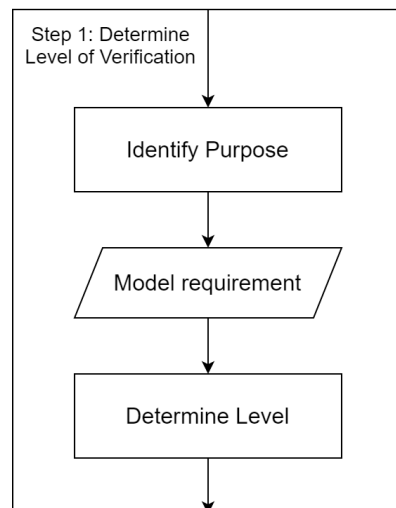 Step 1: Determine
Level of Verification
Identify Purpose
Model requirement
Determine Level